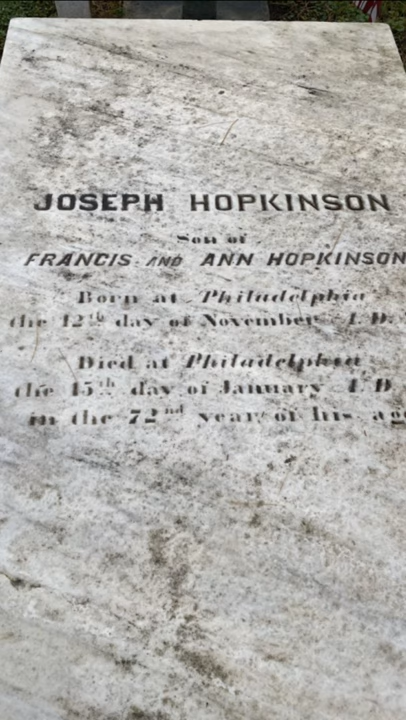 JOSEPH HOPKINSON
Son of
FRANCIS AND ANN HOPKINSON
Born at Philadelphia
the 12th day of November A.D.
Died at Philadelphia
the 15th day of January A.D
in the 72nd year of his age